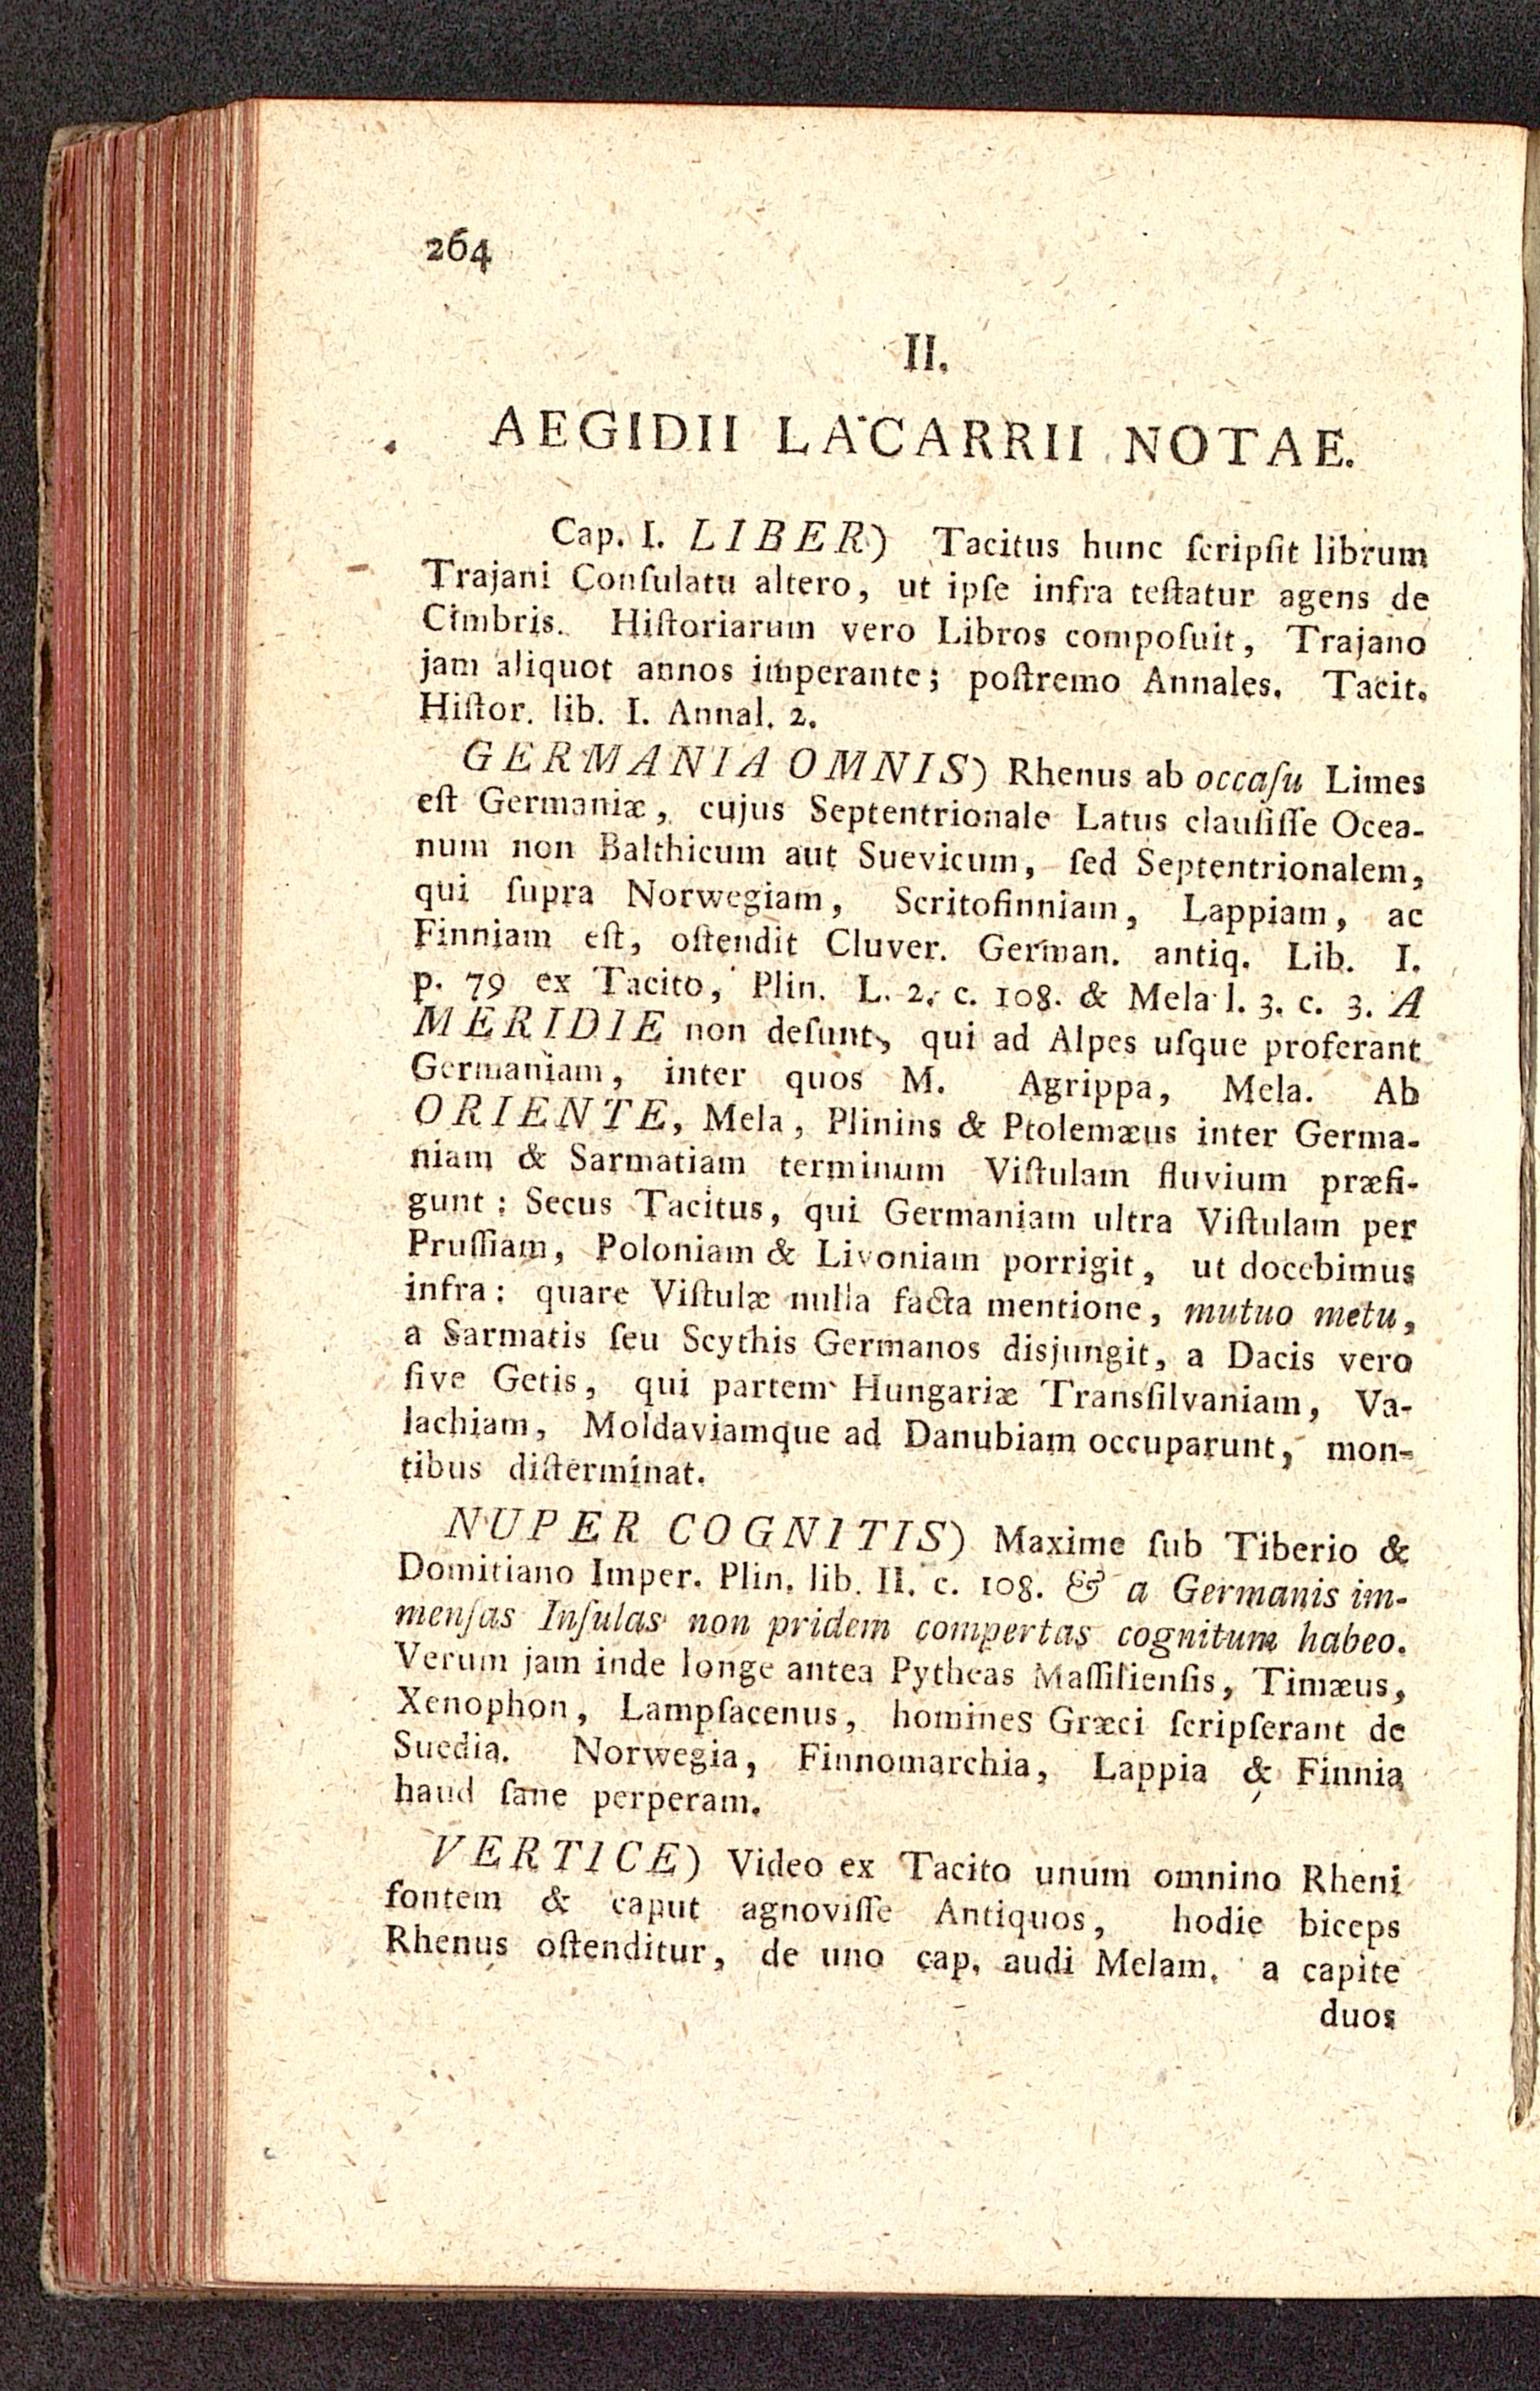 264
II.
AEGIDII LACARRII NOTAE.
Cap. I. LIBER) Tacitus hunc ſcripſit librum
Trajani Conſulatu altero, ut ipſe infra teſtatur agens de
Cimbris. Hiſtoriarum vero Libros compoſuit, Trajano
jam aliquot annos imperante; poſtremo Annales. Tacit.
Hiſtor. lib. I. Annal. 2.
GERMANIA OMNIS) Rhenus ab occaſu Limes
eſt Germaniæ, cujus Septentrionale Latus clauſiſſe Ocea-
num non Balthicum aut Suevicum, ſed Septentrionalem,
qui ſupra Norwegiam, Scritofinniam, Lappiam, ac
Finniam eſt, oſtendit Cluver. German. antiq. Lib. I.
p. 79 ex Tacito, Plin. L. 2. c. 108. & Mela l. 3. c. 3. A
MERIDIE non deſunt, qui ad Alpes uſque proferant
Germaniam, inter quos M. Agrippa, Mela. Ab
ORIENTE, Mela, Plinins & Ptolemæus inter Germa-
niam & Sarmatiam terminum Viſtulam fluvium præfi-
gunt: Secus Tacitus, qui Germaniam ultra Viſtulam per
Pruſſiam, Poloniam & Livoniam porrigit, ut docebimus
infra: quare Viſtulæ nulla facta mentione, mutuo metu,
a Sarmatis ſeu Scythis Germanos disjungit, a Dacis vero
ſive Getis, qui partem Hungariæ Transſilvaniam, Va-
lachiam, Moldaviamque ad Danubiam occuparunt, mon-
tibus diſterminat.
NUPER COGNITIS) Maxime ſub Tiberio &
Domitiano Imper. Plin. lib. II. c. 108. & a Germanis im-
menſas Inſulas non pridem compertas cognitum habeo.
Verum jam inde longe antea Pytheas Maſſilienſis, Timæus,
Xenophon, Lampſacenus, homines Græci ſcripſerant de
Suedia. Norwegia, Finnomarchia, Lappia & Finnia
haud ſane perperam.
VERTICE) Video ex Tacito unum omnino Rheni
fontem & caput agnoviſſe Antiquos, hodie biceps
Rhenus oſtenditur, de uno cap. audi Melam. a capite
duos